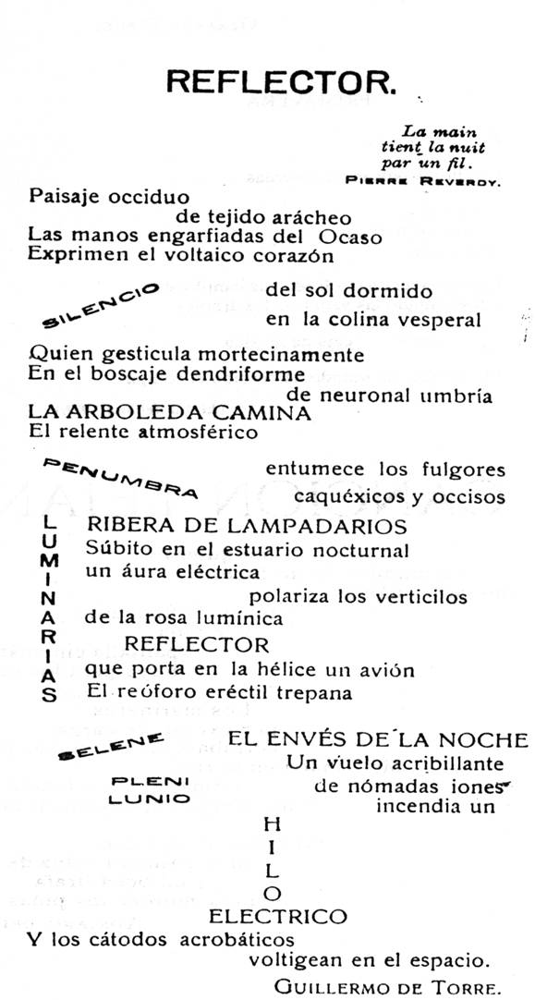 REFLECTOR.
La main
tient la nuit
par un fil.
PIERRE REVERDY.
Paisaje occiduo
de tejido arácheo
Las manos engarfiadas del Ocaso
Exprimen el voltaico corazón
SILENCIO
del sol dormido
en la colina vesperal
Quien gesticula mortecinamente
En el boscaje dendriforme
de neuronal umbría
LA ARBOLEDA CAMINA
El relente atmosférico
PENUMBRA
entumece los fulgores
caquéxicos y occisos
LUMINARIAS
RIBERA DE LAMPADARIOS
Súbito en el estuario nocturnal
un áura eléctrica
polariza los verticilos
de la rosa lumínica
REFLECTOR
que porta en la hélice un avión
El reóforo eréctil trepana
SELENE
EL ENVÉS DE LA NOCHE
Un vuelo acribillante
PLENI
LUNIO
de nómadas iones
incendia un
H
I
L
O
ELECTRICO
Y los cátodos acrobáticos
voltigean en el espacio.
GUILLERMO DE TORRE.